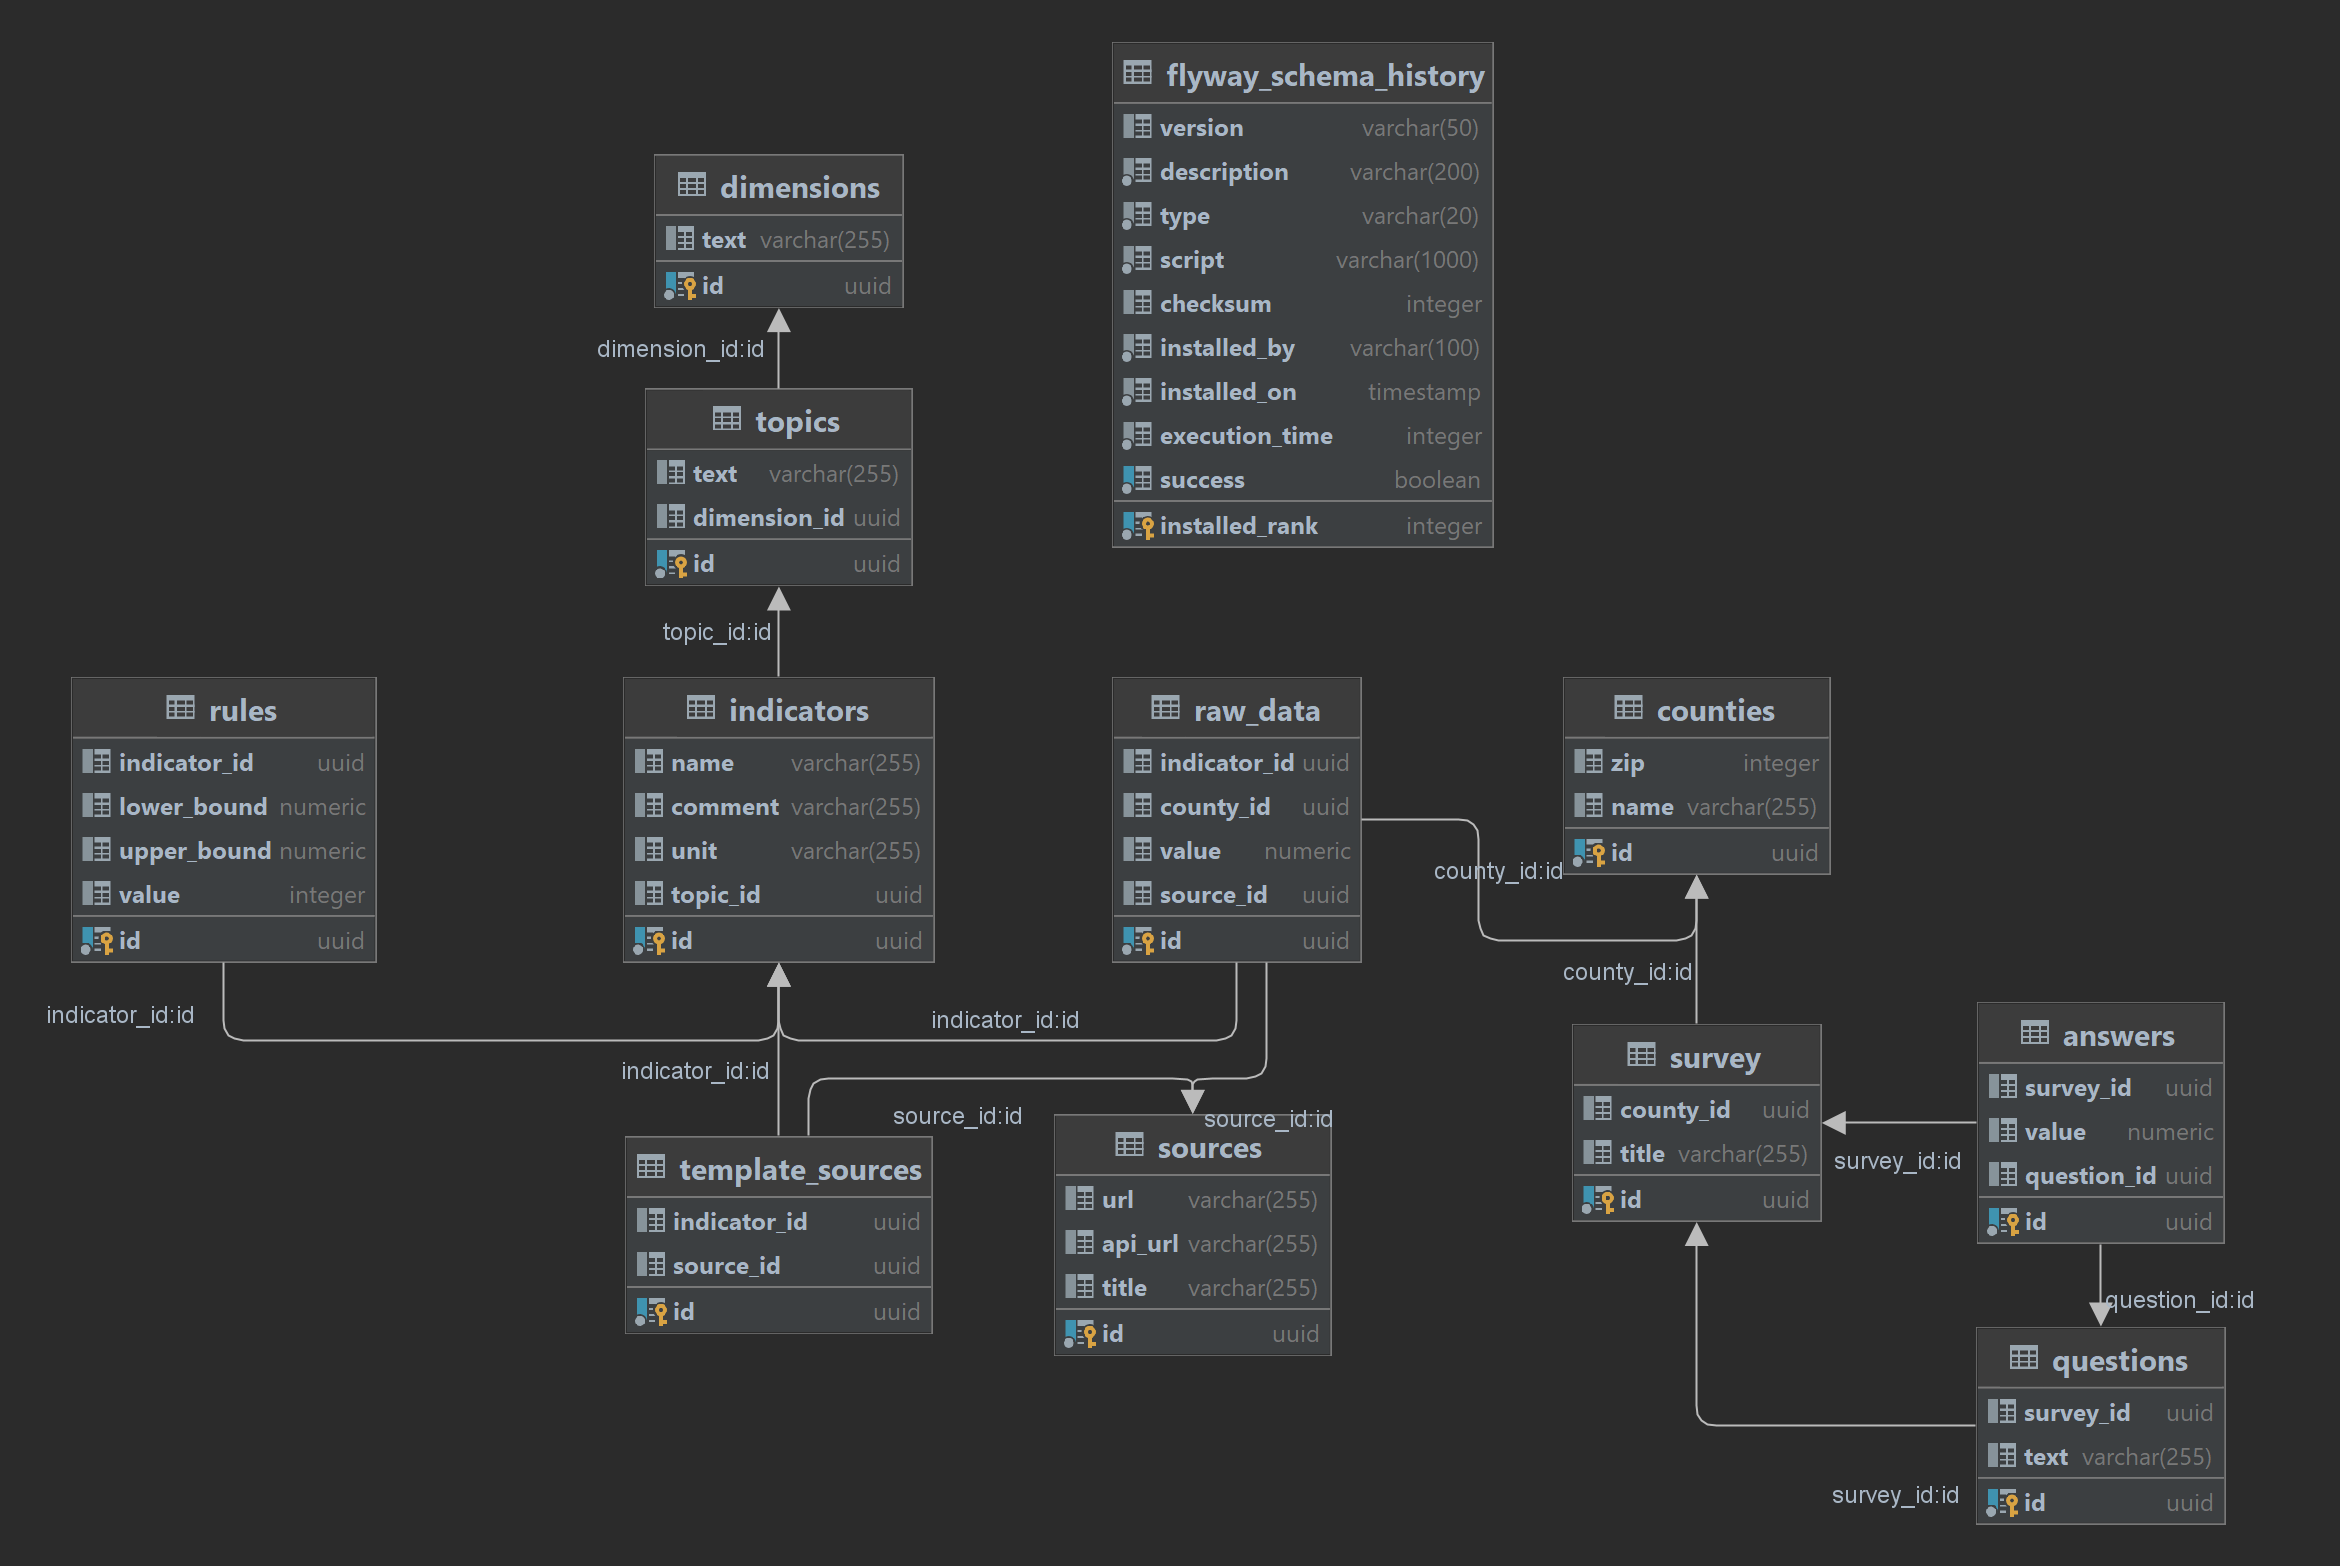 flyway_schema_history
version varchar(50)
description varchar(200)
type varchar(20)
script varchar(1000)
checksum integer
installed_by varchar(100)
installed_on timestamp
execution_time integer
success boolean
installed_rank integer
dimensions
text varchar(255)
id uuid
dimension_id:id
topics
text varchar(255)
dimension_id uuid
id uuid
topic_id:id
rules
indicator_id uuid
lower_bound numeric
upper_bound numeric
value integer
id uuid
indicator_id:id
indicators
name varchar(255)
comment varchar(255)
unit varchar(255)
topic_id uuid
id uuid
indicator_id:id
raw_data
indicator_id uuid
county_id uuid
value numeric
source_id uuid
id uuid
indicator_id:id
county_id:id
counties
zip integer
name varchar(255)
id uuid
county_id:id
source_id:id
source_id:id
template_sources
indicator_id uuid
source_id uuid
id uuid
sources
url varchar(255)
api_url varchar(255)
title varchar(255)
id uuid
survey
county_id uuid
title varchar(255)
id uuid
survey_id:id
answers
survey_id uuid
value numeric
question_id uuid
id uuid
question_id:id
questions
survey_id uuid
text varchar(255)
id uuid
survey_id:id